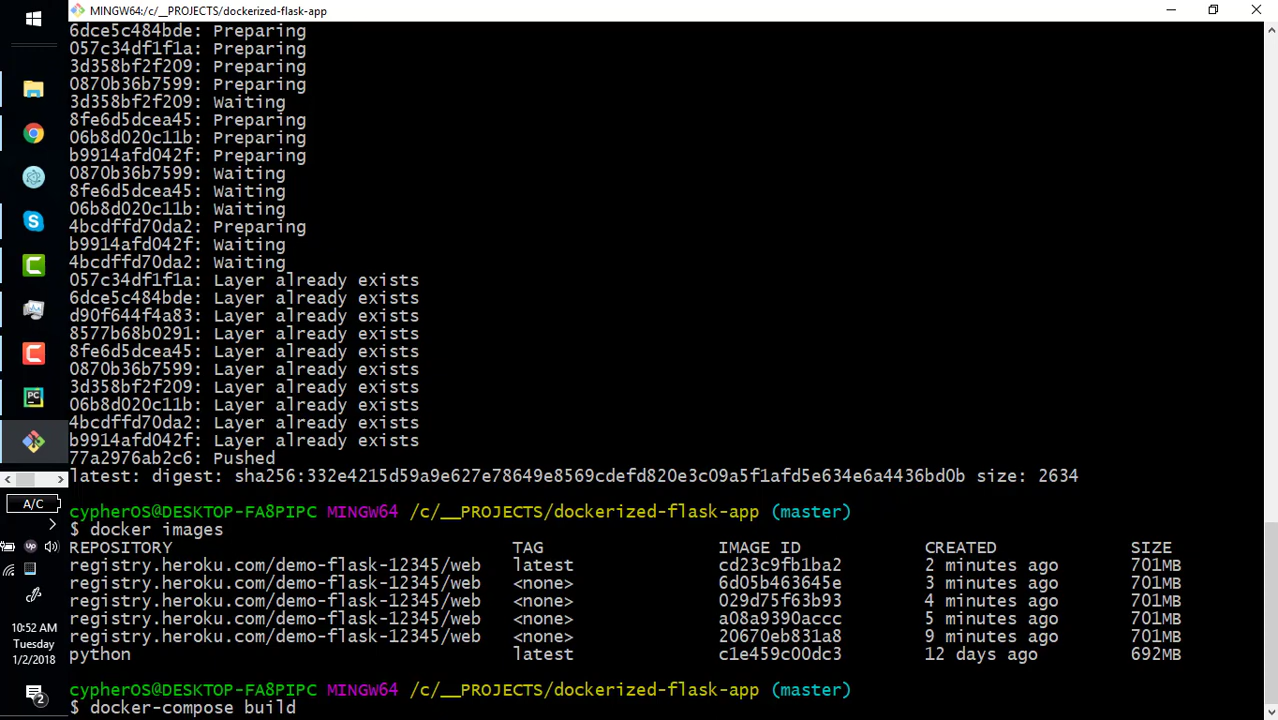 MINGW64:/c/__PROJECTS/dockerized-flask-app
6dce5c484bde: Preparing
057c34df1f1a: Preparing
3d358bf2f209: Preparing
0870b36b7599: Preparing
3d358bf2f209: Waiting
8fe6d5dcea45: Preparing
06b8d020c11b: Preparing
b9914afd042f: Preparing
0870b36b7599: Waiting
8fe6d5dcea45: Waiting
06b8d020c11b: Waiting
4bcdffd70da2: Preparing
b9914afd042f: Waiting
4bcdffd70da2: Waiting
057c34df1f1a: Layer already exists
6dce5c484bde: Layer already exists
d90f644f4a83: Layer already exists
8577b68b0291: Layer already exists
8fe6d5dcea45: Layer already exists
0870b36b7599: Layer already exists
3d358bf2f209: Layer already exists
06b8d020c11b: Layer already exists
4bcdffd70da2: Layer already exists
b9914afd042f: Layer already exists
77a2976ab2c6: Pushed
latest: digest: sha256:332e4215d59a9e627e78649e8569cdefd820e3c09a5f1afd5e634e6a4436bd0b size: 2634
cypherOS@DESKTOP-FA8PIPC MINGW64 /c/__PROJECTS/dockerized-flask-app (master)
$ docker images
REPOSITORY TAG IMAGE ID CREATED SIZE
registry.heroku.com/demo-flask-12345/web latest cd23c9fb1ba2 2 minutes ago 701MB
registry.heroku.com/demo-flask-12345/web <none> 6d05b463645e 3 minutes ago 701MB
registry.heroku.com/demo-flask-12345/web <none> 029d75f63b93 4 minutes ago 701MB
registry.heroku.com/demo-flask-12345/web <none> a08a9390accc 5 minutes ago 701MB
registry.heroku.com/demo-flask-12345/web <none> 20670eb831a8 9 minutes ago 701MB
python latest c1e459c00dc3 12 days ago 692MB
cypherOS@DESKTOP-FA8PIPC MINGW64 /c/__PROJECTS/dockerized-flask-app (master)
$ docker-compose build
PC
A/C
up
10:52 AM
Tuesday
1/2/2018
2